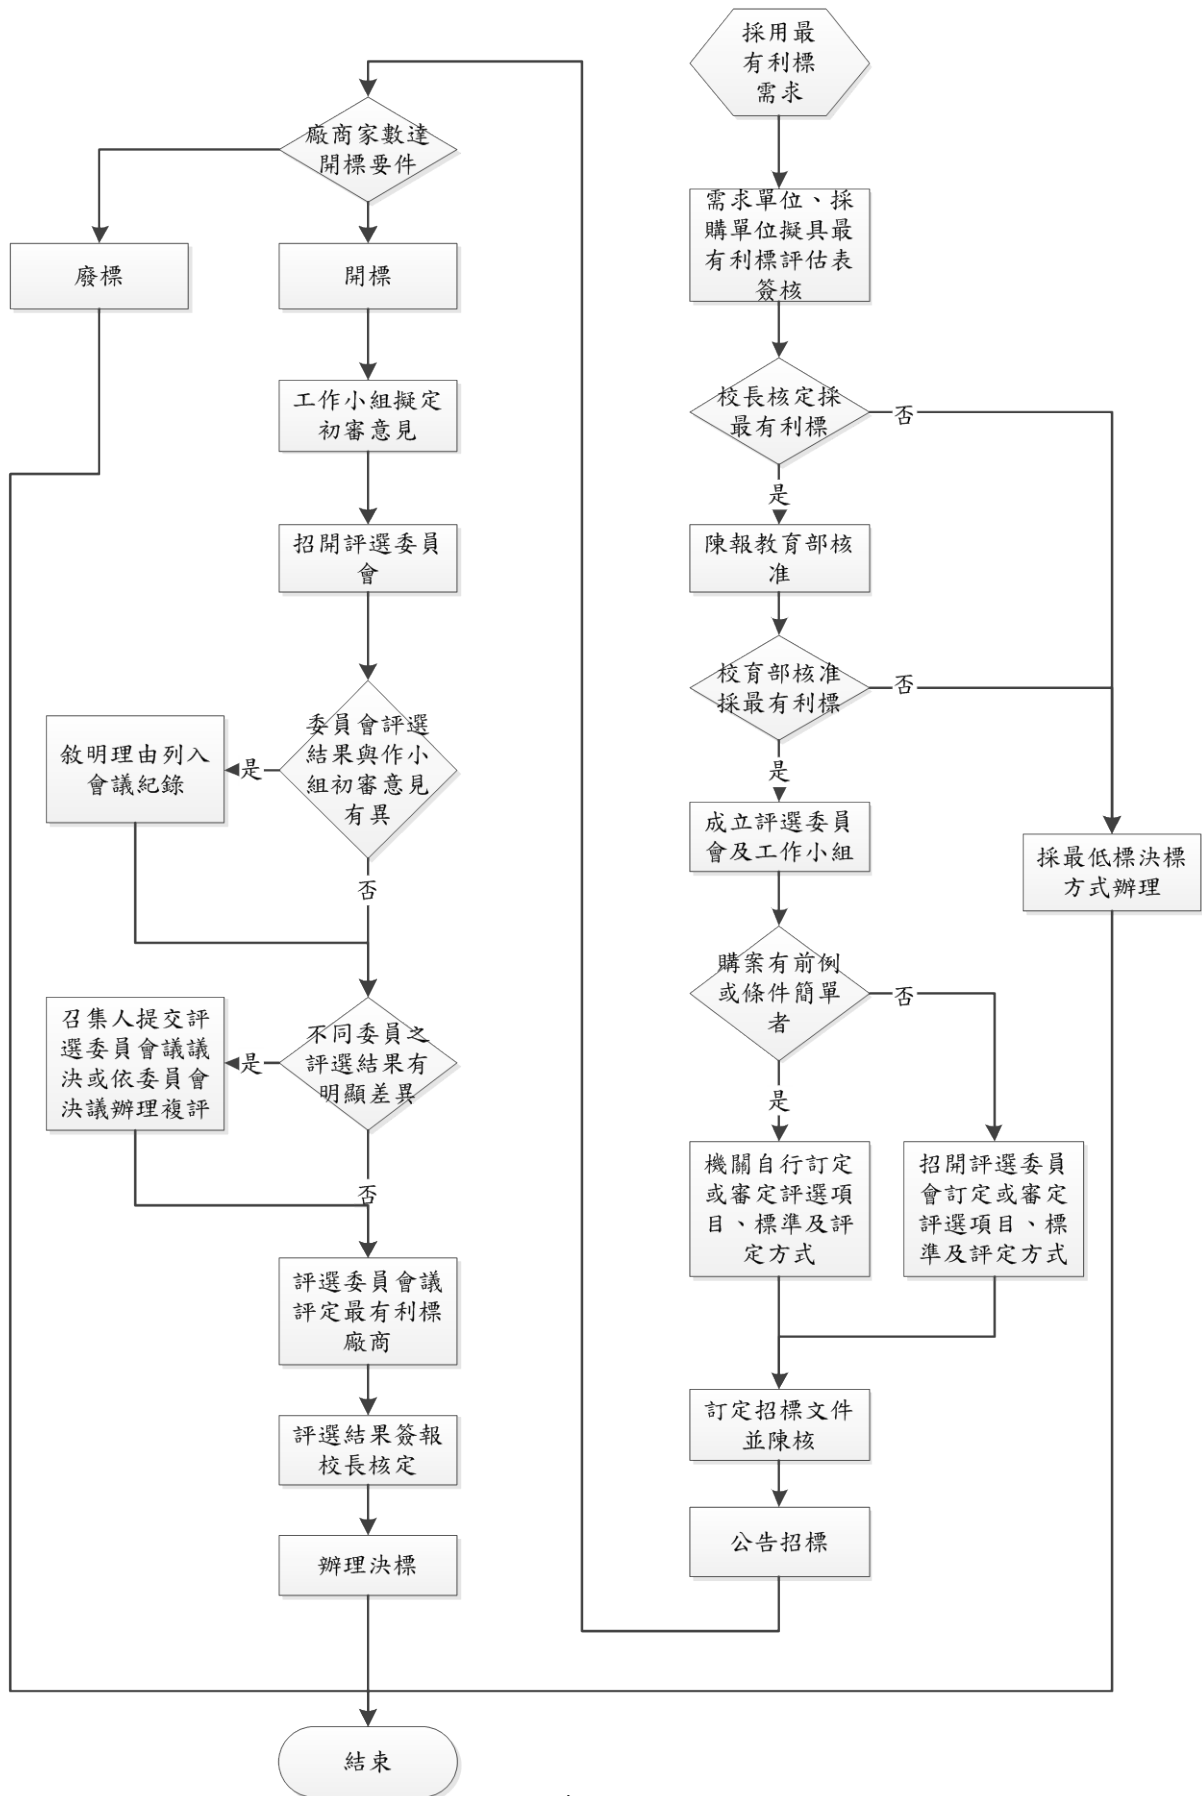 採用最
有利標
需求
需求單位、採
購單位擬具最
有利標評估表
簽核
校長核定採
最有利標
否
是
陳報教育部核
准
校育部核准
採最有利標
否
是
成立評選委員
會及工作小組
採最低標決標
方式辦理
購案有前例
或條件簡單
者
否
是
機關自行訂定
或審定評選項
目、標準及評
定方式
招開評選委員
會訂定或審定
評選項目、標
準及評定方式
訂定招標文件
並陳核
公告招標
廠商家數達
開標要件
廢標
開標
工作小組擬定
初審意見
招開評選委員
會
委員會評選
結果與作小
組初審意見
有異
是
敘明理由列入
會議紀錄
否
不同委員之
評選結果有
明顯差異
是
召集人提交評
選委員會議議
決或依委員會
決議辦理複評
否
評選委員會議
評定最有利標
廠商
評選結果簽報
校長核定
辦理決標
結束